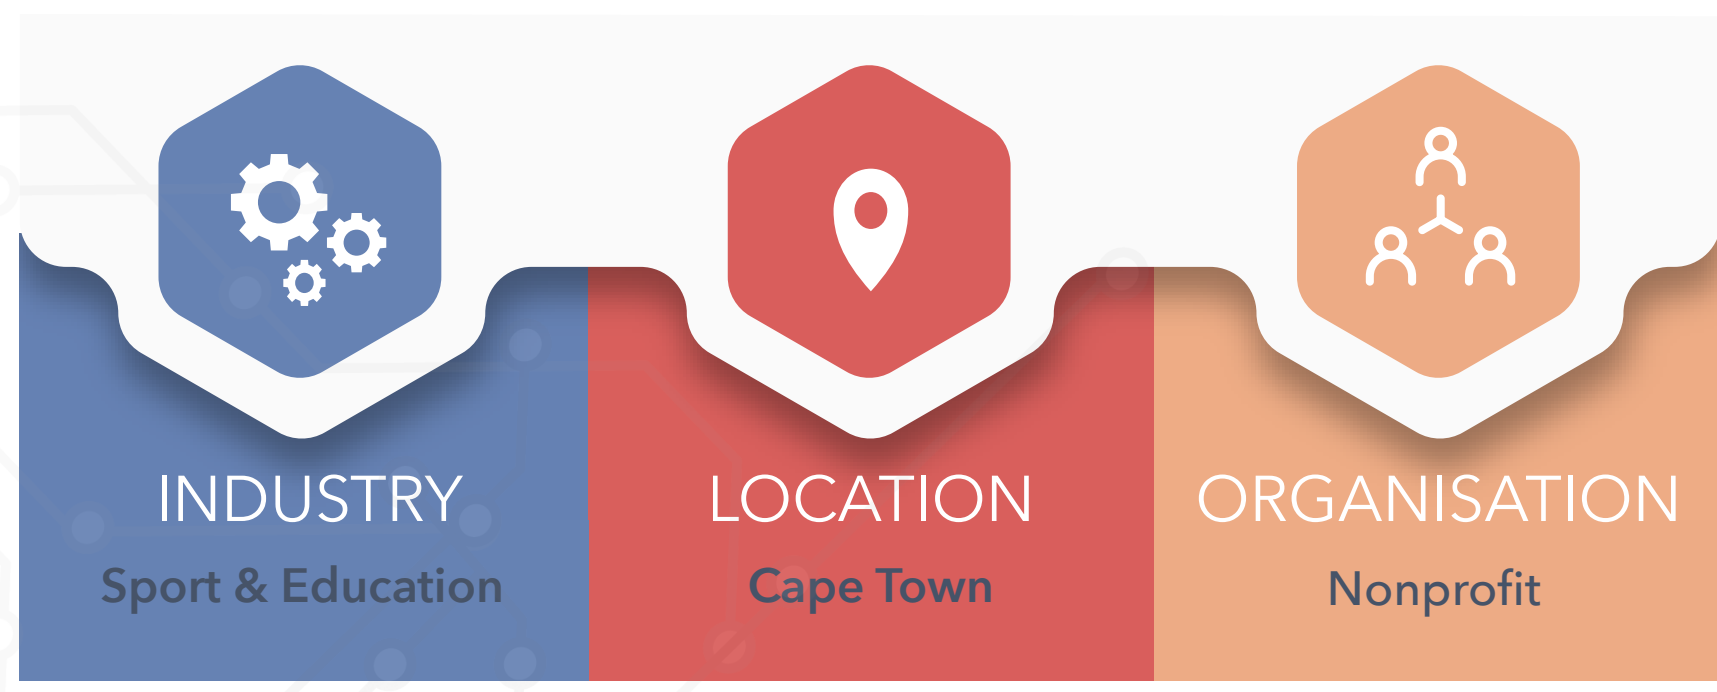 INDUSTRY
Sport & Education
LOCATION
Cape Town
ORGANISATION
Nonprofit